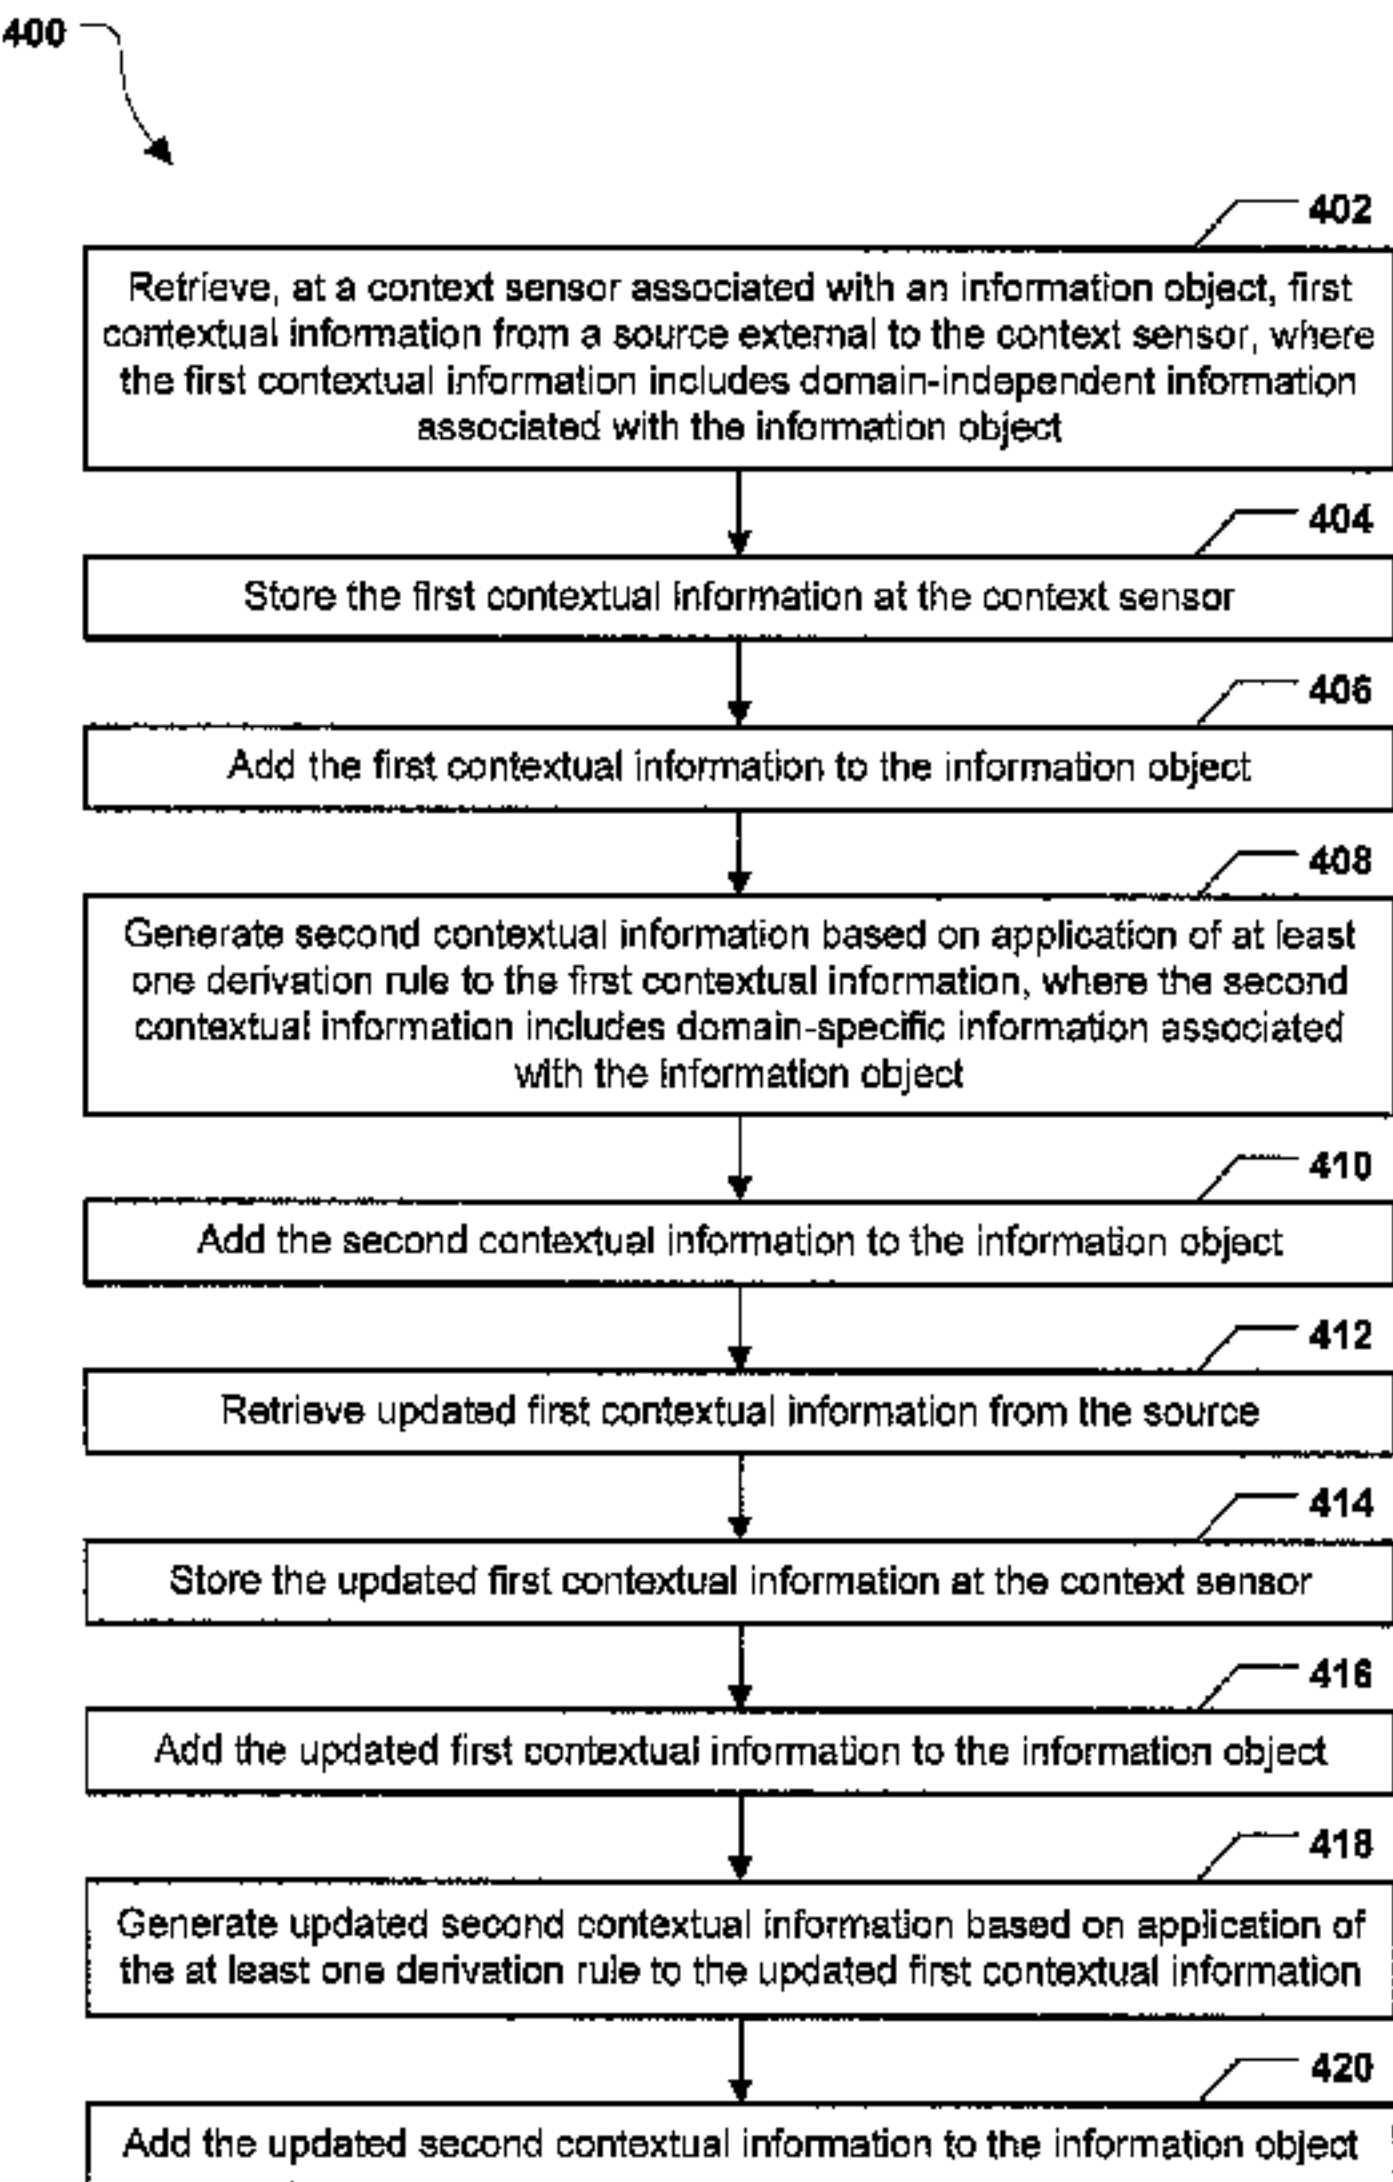 400
402
Retrieve, at a context sensor associated with an information object, first
contextual information from a source external to the context sensor, where
the first contextual information includes domain-independent information
associated with the information object
404
Store the first contextual information at the context sensor
406
Add the first contextual information to the information object
408
Generate second contextual information based on application of at least
one derivation rule to the first contextual information, where the second
contextual information includes domain-specific information associated
with the information object
410
Add the second contextual information to the information object
412
Retrieve updated first contextual information from the source
414
Store the updated first contextual information at the context sensor
416
Add the updated first contextual information to the information object
418
Generate updated second contextual information based on application of
the at least one derivation rule to the updated first contextual information
420
Add the updated second contextual information to the information object